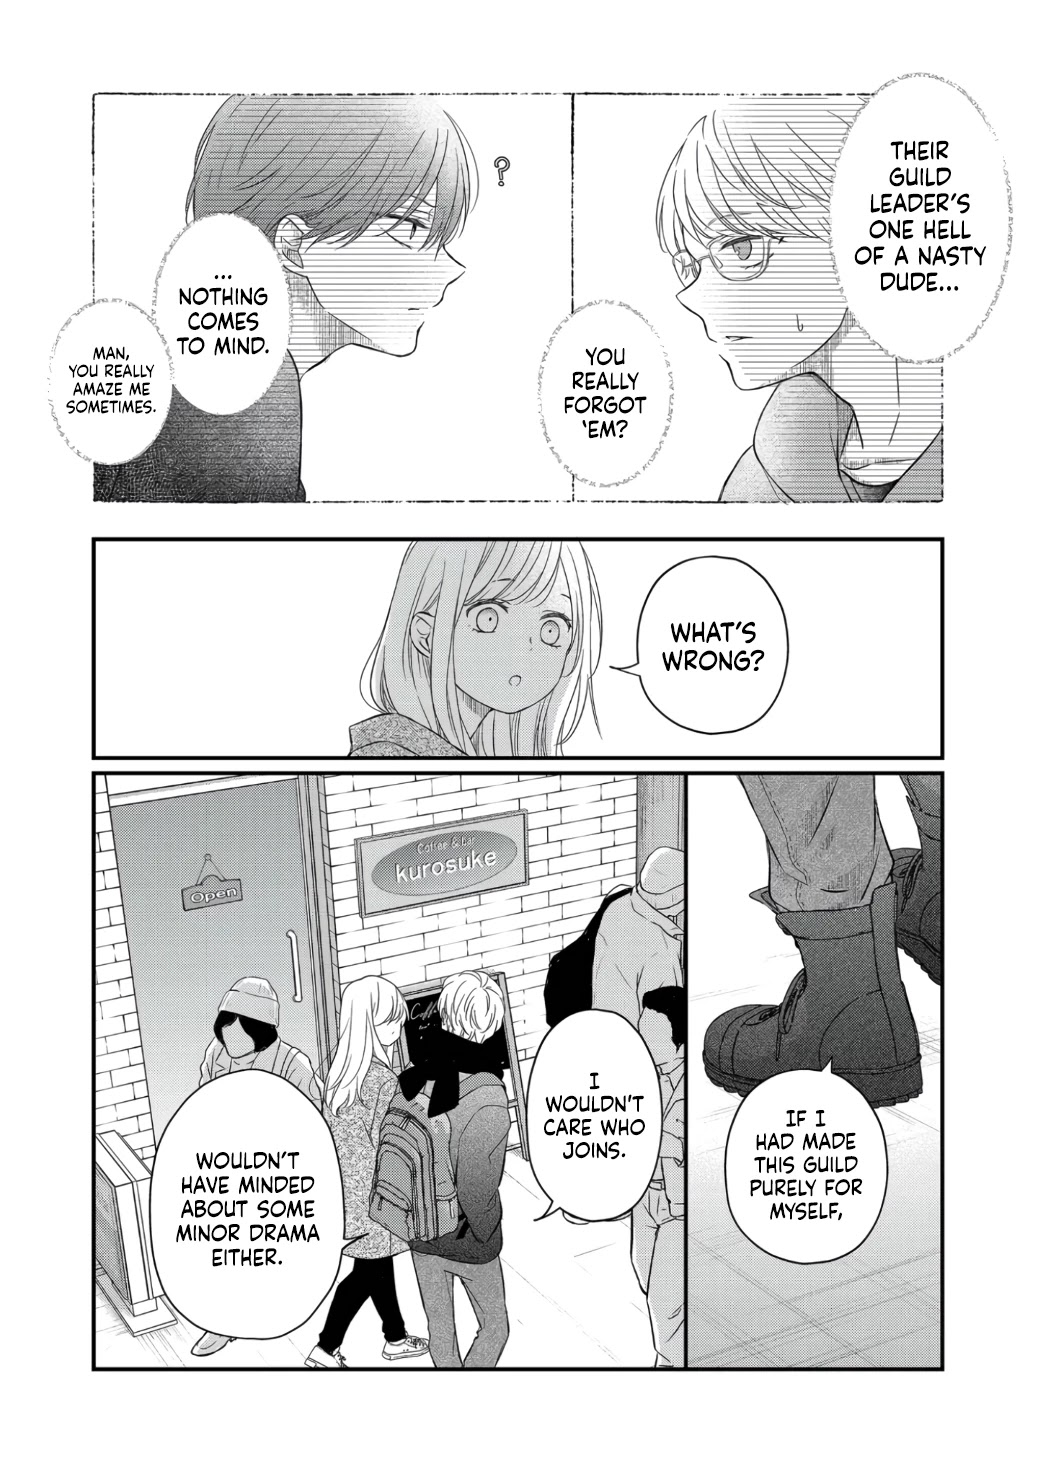 THEIR
GUILD
LEADER'S
ONE HELL
OF A NASTY
DUDE...
YOU
REALLY
FORGOT
'EM?
?
...
NOTHING
COMES
TO MIND.
MAN,
YOU REALLY
AMAZE ME
SOMETIMES.
WHAT'S
WRONG?
IF I
HAD MADE
THIS GUILD
PURELY FOR
MYSELF,
Coffee & bar
kurosuke
Open
I
WOULDN'T
CARE WHO
JOINS.
WOULDN'T
HAVE MINDED
ABOUT SOME
MINOR DRAMA
EITHER.